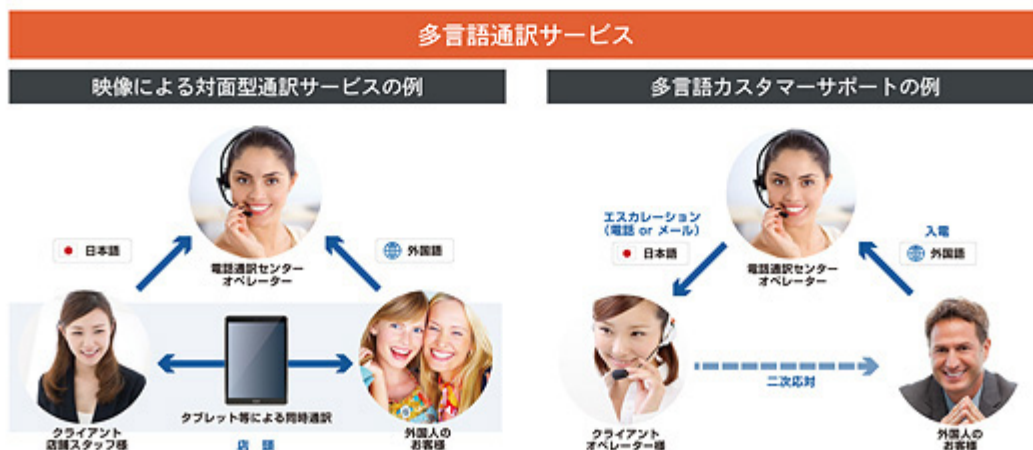 多言語通訳サービス
映像による対面型通訳サービスの例
日本語
外国語
電話通訳センター
オペレーター
タブレット等による同時通訳
クライアント
店舗スタッフ様
店 頭
外国人の
お客様
多言語カスタマーサポートの例
エスカレーション
（電話 or メール）
日本語
入電
外国語
電話通訳センター
オペレーター
二次応対
クライアント
オペレーター様
外国人の
お客様